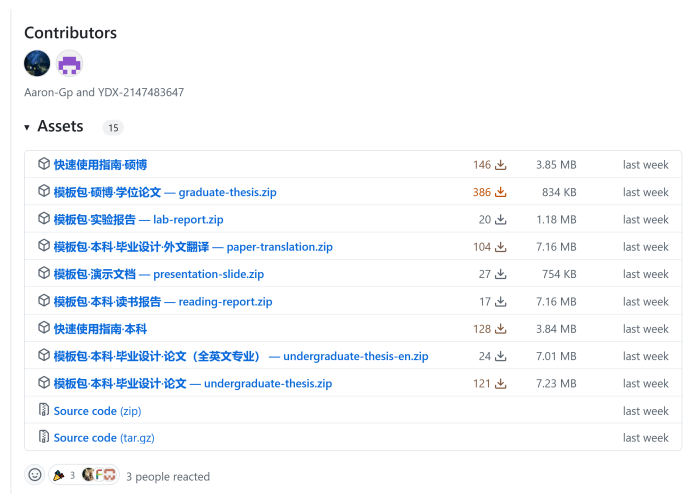 Contributors
Aaron-Gp and YDX-2147483647
Assets 15
快速使用指南·硕博 146 3.85 MB last week
模板包·硕博·学位论文 — graduate-thesis.zip 386 834 KB last week
模板包·实验报告 — lab-report.zip 20 1.18 MB last week
模板包·本科·毕业设计·外文翻译 — paper-translation.zip 104 7.16 MB last week
模板包·演示文档 — presentation-slide.zip 27 754 KB last week
模板包·本科·读书报告 — reading-report.zip 17 7.16 MB last week
快速使用指南·本科 128 3.84 MB last week
模板包·本科·毕业设计·论文（全英文专业） — undergraduate-thesis-en.zip 24 7.01 MB last week
模板包·本科·毕业设计·论文 — undergraduate-thesis.zip 121 7.23 MB last week
Source code (zip) last week
Source code (tar.gz) last week
3 3 people reacted